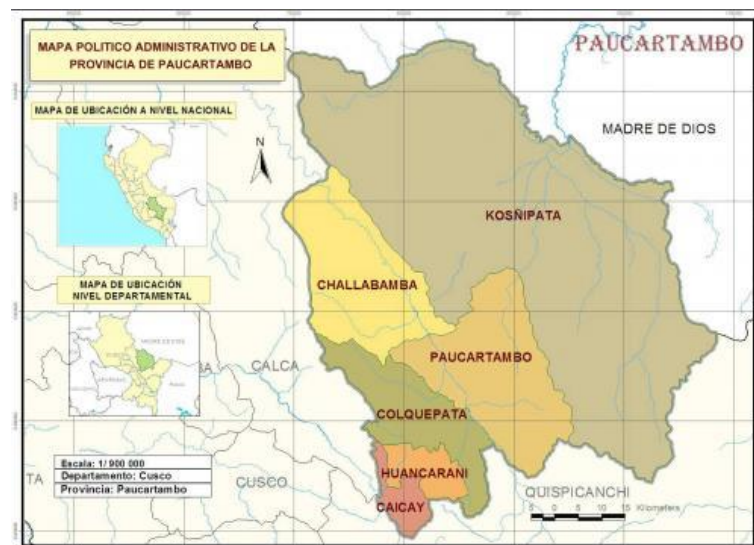 MAPA POLITICO ADMINISTRATIVO DE LA
PROVINCIA DE PAUCARTAMBO
PAUCARTAMBO
MAPA DE UBICACIÓN A NIVEL NACIONAL
N
MADRE DE DIOS
KOSÑIPATA
MAPA DE UBICACIÓN
NIVEL DEPARTAMENTAL
CHALLABAMBA
CALCA
PAUCARTAMBO
COLQUEPATA
Escala: 1/ 900 000
Departamento: Cusco
Provincia: Paucartambo
CUSCO
HUANCARANI
CAICAY
QUISPICANCHI
5 0 5 10 15 Kilometers